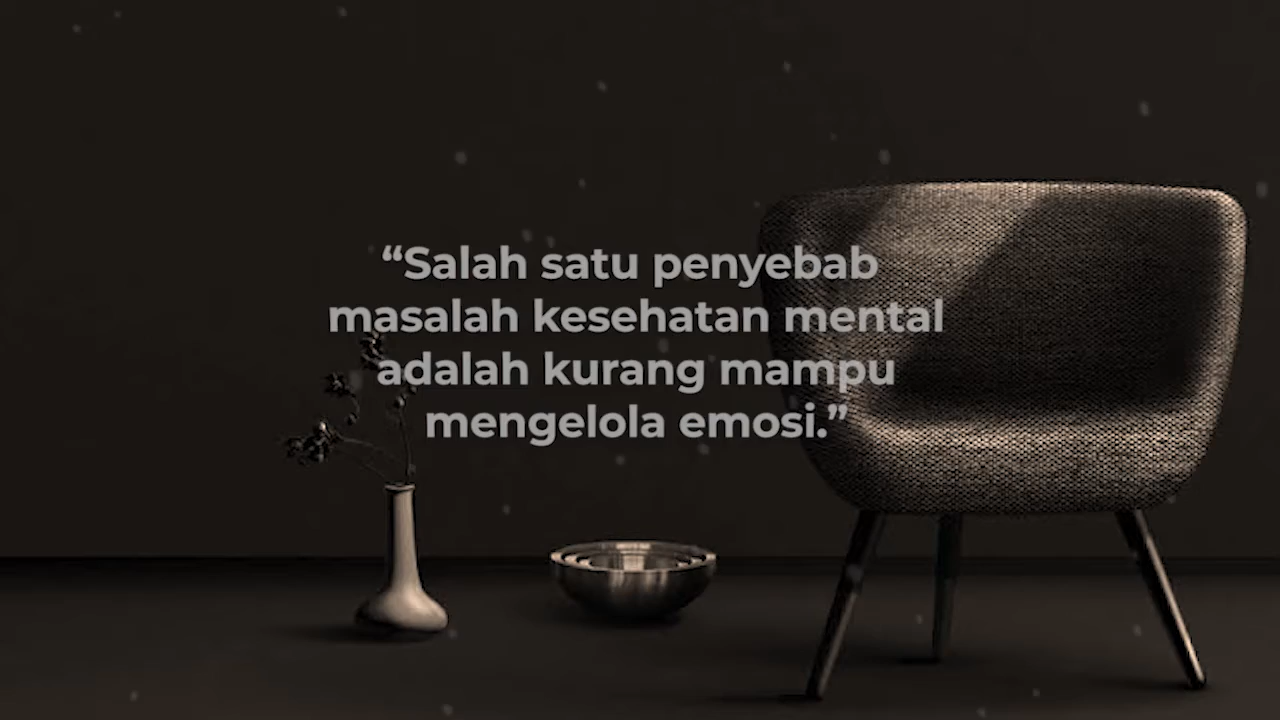 “Salah satu penyebab
masalah kesehatan mental
adalah kurang mampu
mengelola emosi.”